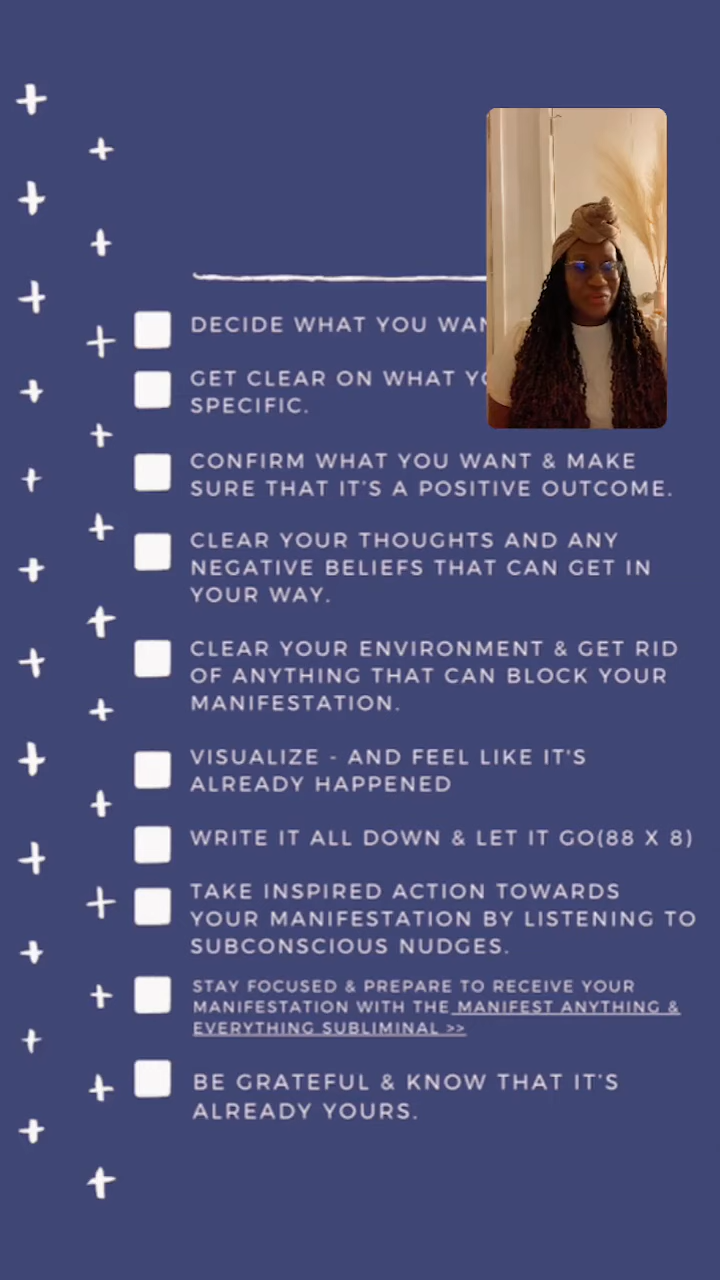 DECIDE WHAT YOU
GET CLEAR ON WHAT
SPECIFIC.
CONFIRM WHAT YOU WANT & MAKE
SURE THAT IT'S A POSITIVE OUTCOME.
CLEAR YOUR THOUGHTS AND ANY
NEGATIVE BELIEFS THAT CAN GET IN
YOUR WAY.
CLEAR YOUR ENVIRONMENT & GET RID
OF ANYTHING THAT CAN BLOCK YOUR
MANIFESTATION.
VISUALIZE - AND FEEL LIKE IT'S
ALREADY HAPPENED
WRITE IT ALL DOWN & LET IT GO(88 X 8)
TAKE INSPIRED ACTION TOWARDS
YOUR MANIFESTATION BY LISTENING TO
SUBCONSCIOUS NUDGES.
STAY FOCUSED & PREPARE TO RECEIVE YOUR
MANIFESTATION WITH THE MANIFEST ANYTHING &
EVERYTHING SUBLIMINAL >>
BE GRATEFUL & KNOW THAT IT'S
ALREADY YOURS.